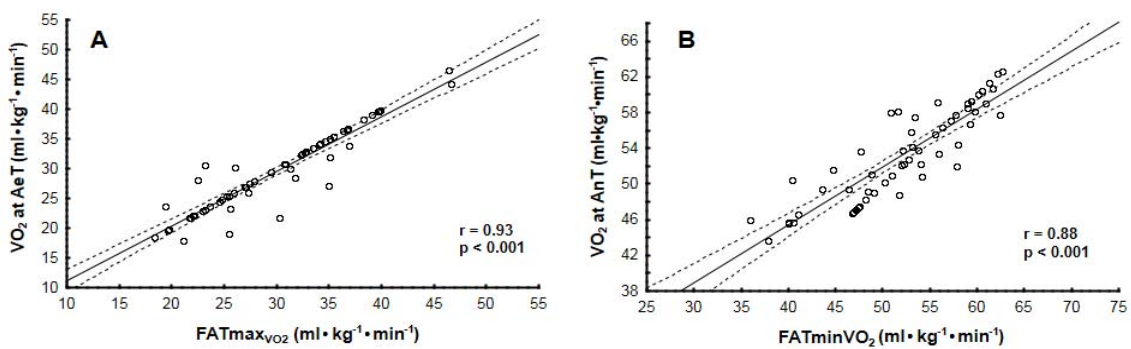 A
VO₂ at AeT (ml•kg⁻¹•min⁻¹)
55
50
45
40
35
30
25
20
15
10
10 15 20 25 30 35 40 45 50 55
r = 0.93
p < 0.001
FATmax_VO2 (ml•kg⁻¹•min⁻¹)
B
VO₂ at AnT (ml•kg⁻¹•min⁻¹)
66
62
58
54
50
46
42
38
25 30 35 40 45 50 55 60 65 70 75
r = 0.88
p < 0.001
FATminVO₂ (ml•kg⁻¹•min⁻¹)